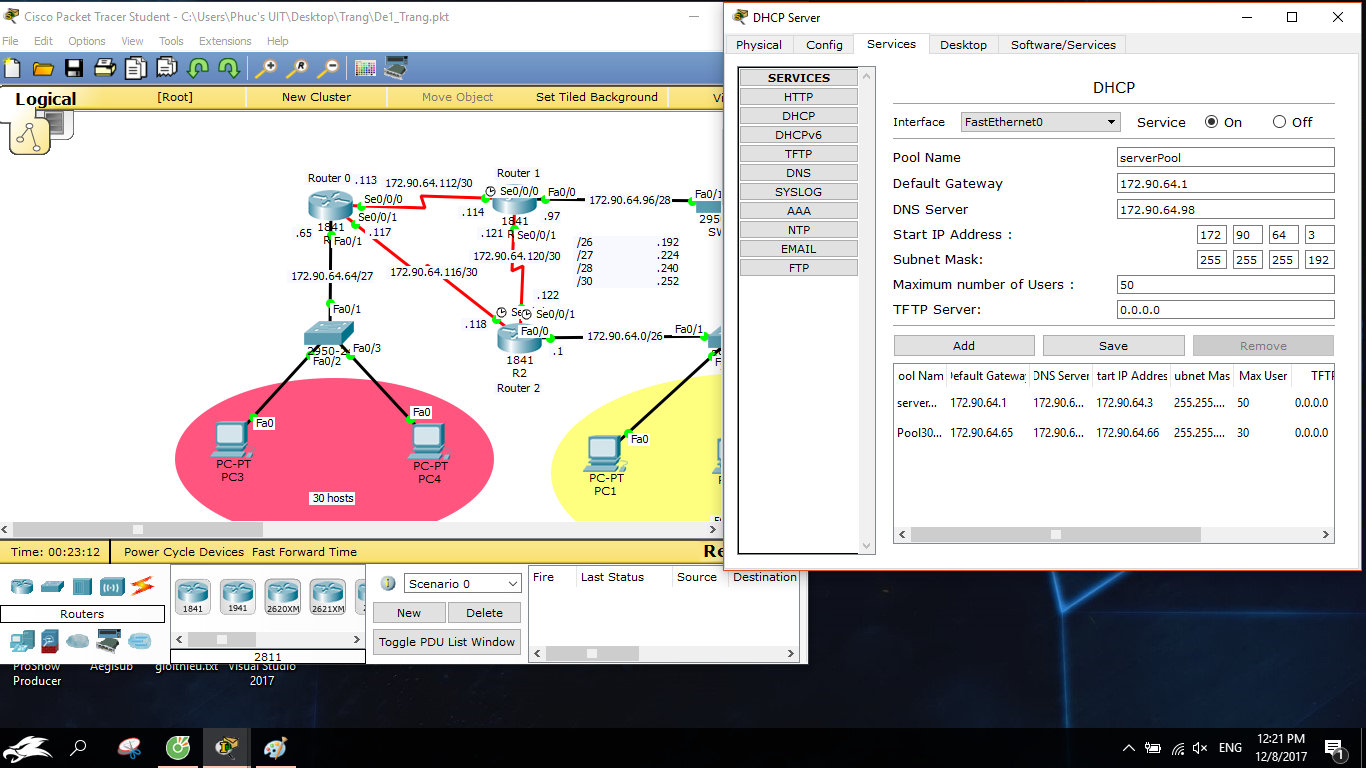 Cisco Packet Tracer Student - C:\Users\Phuc's UIT\Desktop\Trang\De1_Trang.pkt
File Edit Options View Tools Extensions Help
Logical [Root] New Cluster Move Object Set Tiled Background Vi
Router 0 .113 172.90.64.112/30 Router 1
Se0/0/0 Se0/0/0 Fa0/0 Fa0/1
172.90.64.96/28
Se0/0/1 .114 .97 295
.65 1841 .117 1841 SW
R Fa0/1 .121 R Se0/0/1
/26 .192
172.90.64.120/30 /27 .224
172.90.64.64/27 172.90.64.116/30 /28 .240
/30 .252
.122
Fa0/1 Se Se0/0/1
.118 Fa0/0 172.90.64.0/26 Fa0/1
2950-2 Fa0/3 .1
Fa0/2 1841
R2
Router 2
Fa0 Fa0 Fa0
PC-PT PC-PT PC-PT
PC3 PC4 PC1
30 hosts
Time: 00:23:12 Power Cycle Devices Fast Forward Time Re
Routers
1841 1941 2620XM 2621XM
2811
Scenario 0
New Delete
Toggle PDU List Window
Fire Last Status Source Destination
DHCP Server
Physical Config Services Desktop Software/Services
SERVICES
HTTP
DHCP
DHCPv6
TFTP
DNS
SYSLOG
AAA
NTP
EMAIL
FTP
DHCP
Interface FastEthernet0 Service On Off
Pool Name serverPool
Default Gateway 172.90.64.1
DNS Server 172.90.64.98
Start IP Address : 172 90 64 3
Subnet Mask: 255 255 255 192
Maximum number of Users : 50
TFTP Server: 0.0.0.0
Add Save Remove
ool Nam efault Gateway DNS Server tart IP Addres ubnet Mas Max User TFTP
server... 172.90.64.1 172.90.6... 172.90.64.3 255.255.... 50 0.0.0.0
Pool30... 172.90.64.65 172.90.6... 172.90.64.66 255.255.... 30 0.0.0.0
ProShow Producer
Aegisub
gioithieu.txt
Visual Studio 2017
ENG
12:21 PM
12/8/2017
1